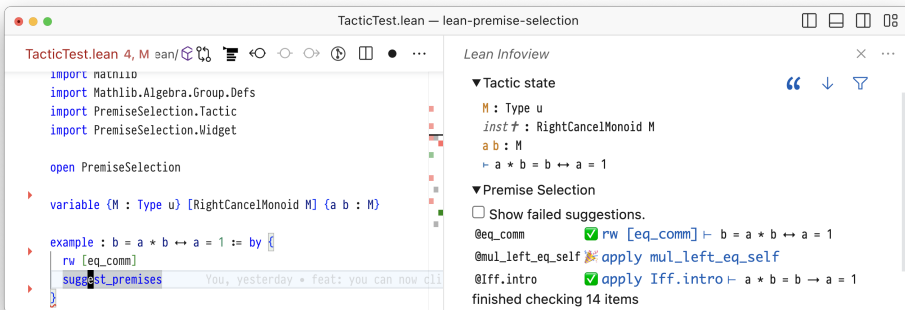 TacticTest.lean — lean-premise-selection
TacticTest.lean 4, M ean/
import Mathlib
import Mathlib.Algebra.Group.Defs
import PremiseSelection.Tactic
import PremiseSelection.Widget
open PremiseSelection
variable {M : Type u} [RightCancelMonoid M] {a b : M}
example : b = a * b ↔ a = 1 := by {
rw [eq_comm]
suggest_premises You, yesterday • feat: you can now cli
}
Lean Infoview
▼Tactic state
M : Type u
inst✝ : RightCancelMonoid M
a b : M
⊢ a * b = b ↔ a = 1
▼Premise Selection
Show failed suggestions.
@eq_comm ✅ rw [eq_comm] ⊢ b = a * b ↔ a = 1
@mul_left_eq_self 🎉 apply mul_left_eq_self
@Iff.intro ✅ apply Iff.intro ⊢ a * b = b → a = 1
finished checking 14 items